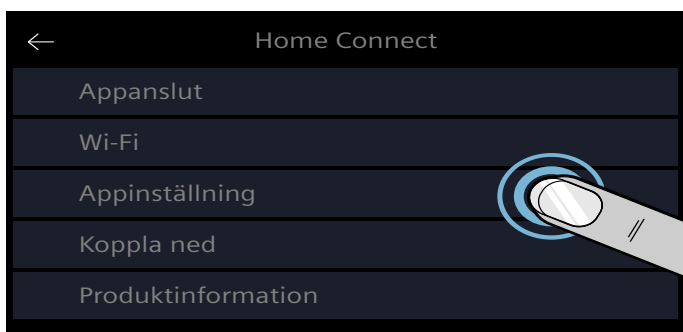 Home Connect
Appanslut
Wi-Fi
Appinställning
Koppla ned
Produktinformation